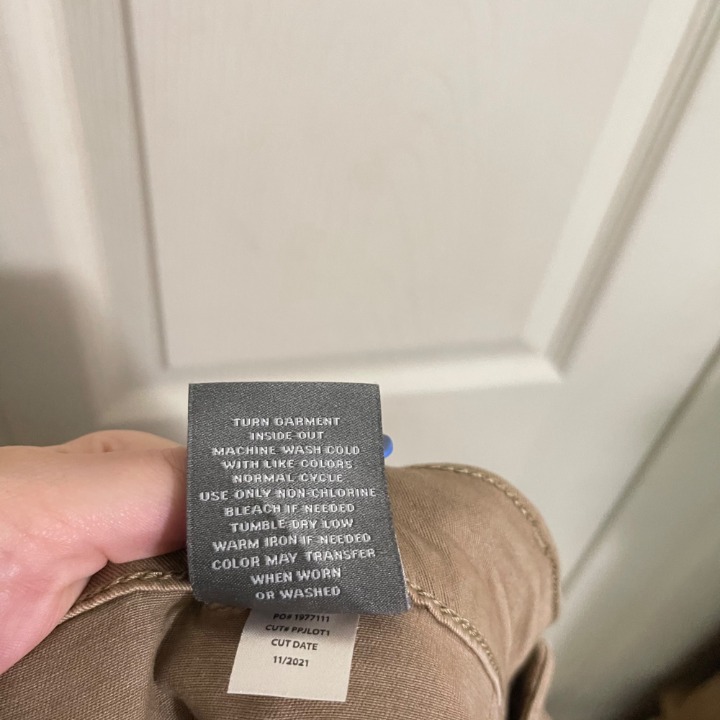 TURN GARMENT
INSIDE OUT
MACHINE WASH COLD
WITH LIKE COLORS
NORMAL CYCLE
USE ONLY NON-CHLORINE
BLEACH IF NEEDED
TUMBLE DRY LOW
WARM IRON IF NEEDED
COLOR MAY TRANSFER
WHEN WORN
OR WASHED
PO# 1977111
CUT# PPJLOT1
CUT DATE
11/2021